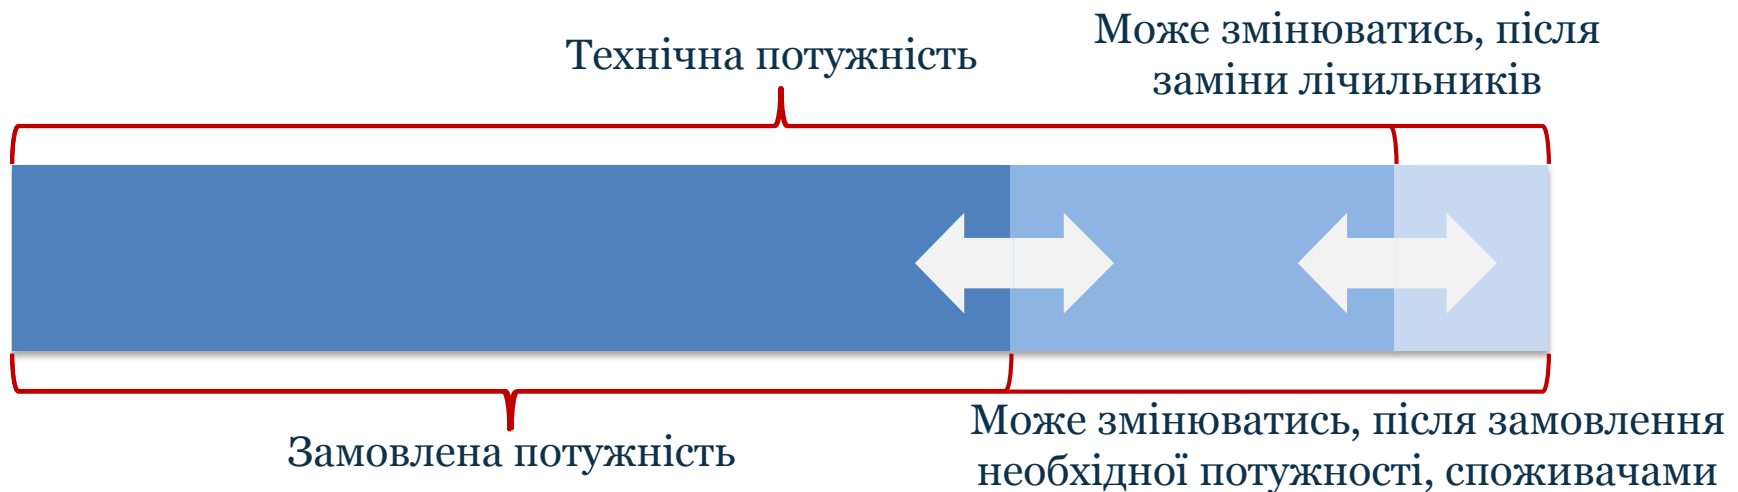 Технічна потужність
Може змінюватись, після
заміни лічильників
Замовлена потужність
Може змінюватись, після замовлення
необхідної потужності, споживачами